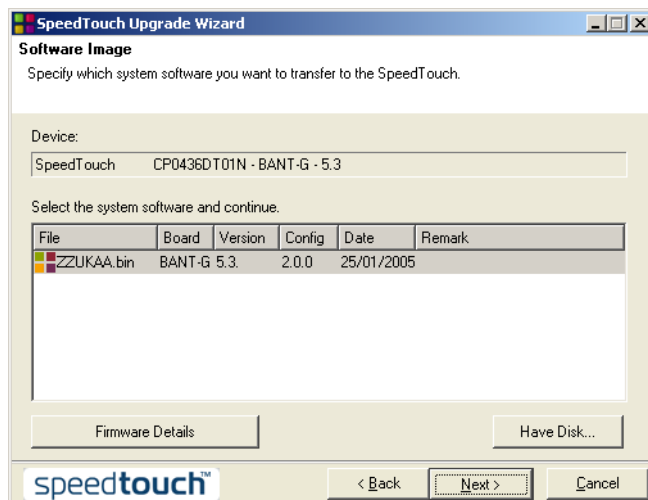 SpeedTouch Upgrade Wizard
Software Image
Specify which system software you want to transfer to the SpeedTouch.
Device:
SpeedTouch CP0436DT01N - BANT-G - 5.3
Select the system software and continue.
File Board Version Config Date Remark
ZZUKAA.bin BANT-G 5.3. 2.0.0 25/01/2005
Firmware Details Have Disk...
speedtouch™ < Back Next > Cancel